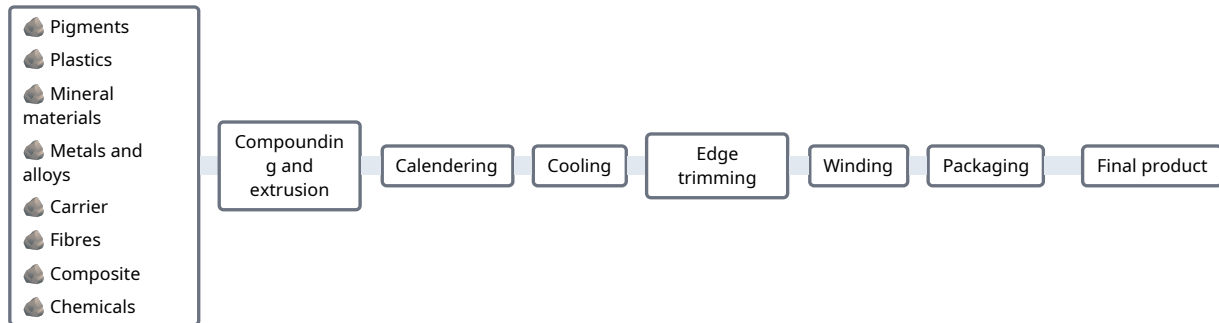 Pigments
Plastics
Mineral
materials
Metals and
alloys
Carrier
Fibres
Composite
Chemicals
Compoundin
g and
extrusion
Calendering
Cooling
Edge
trimming
Winding
Packaging
Final product